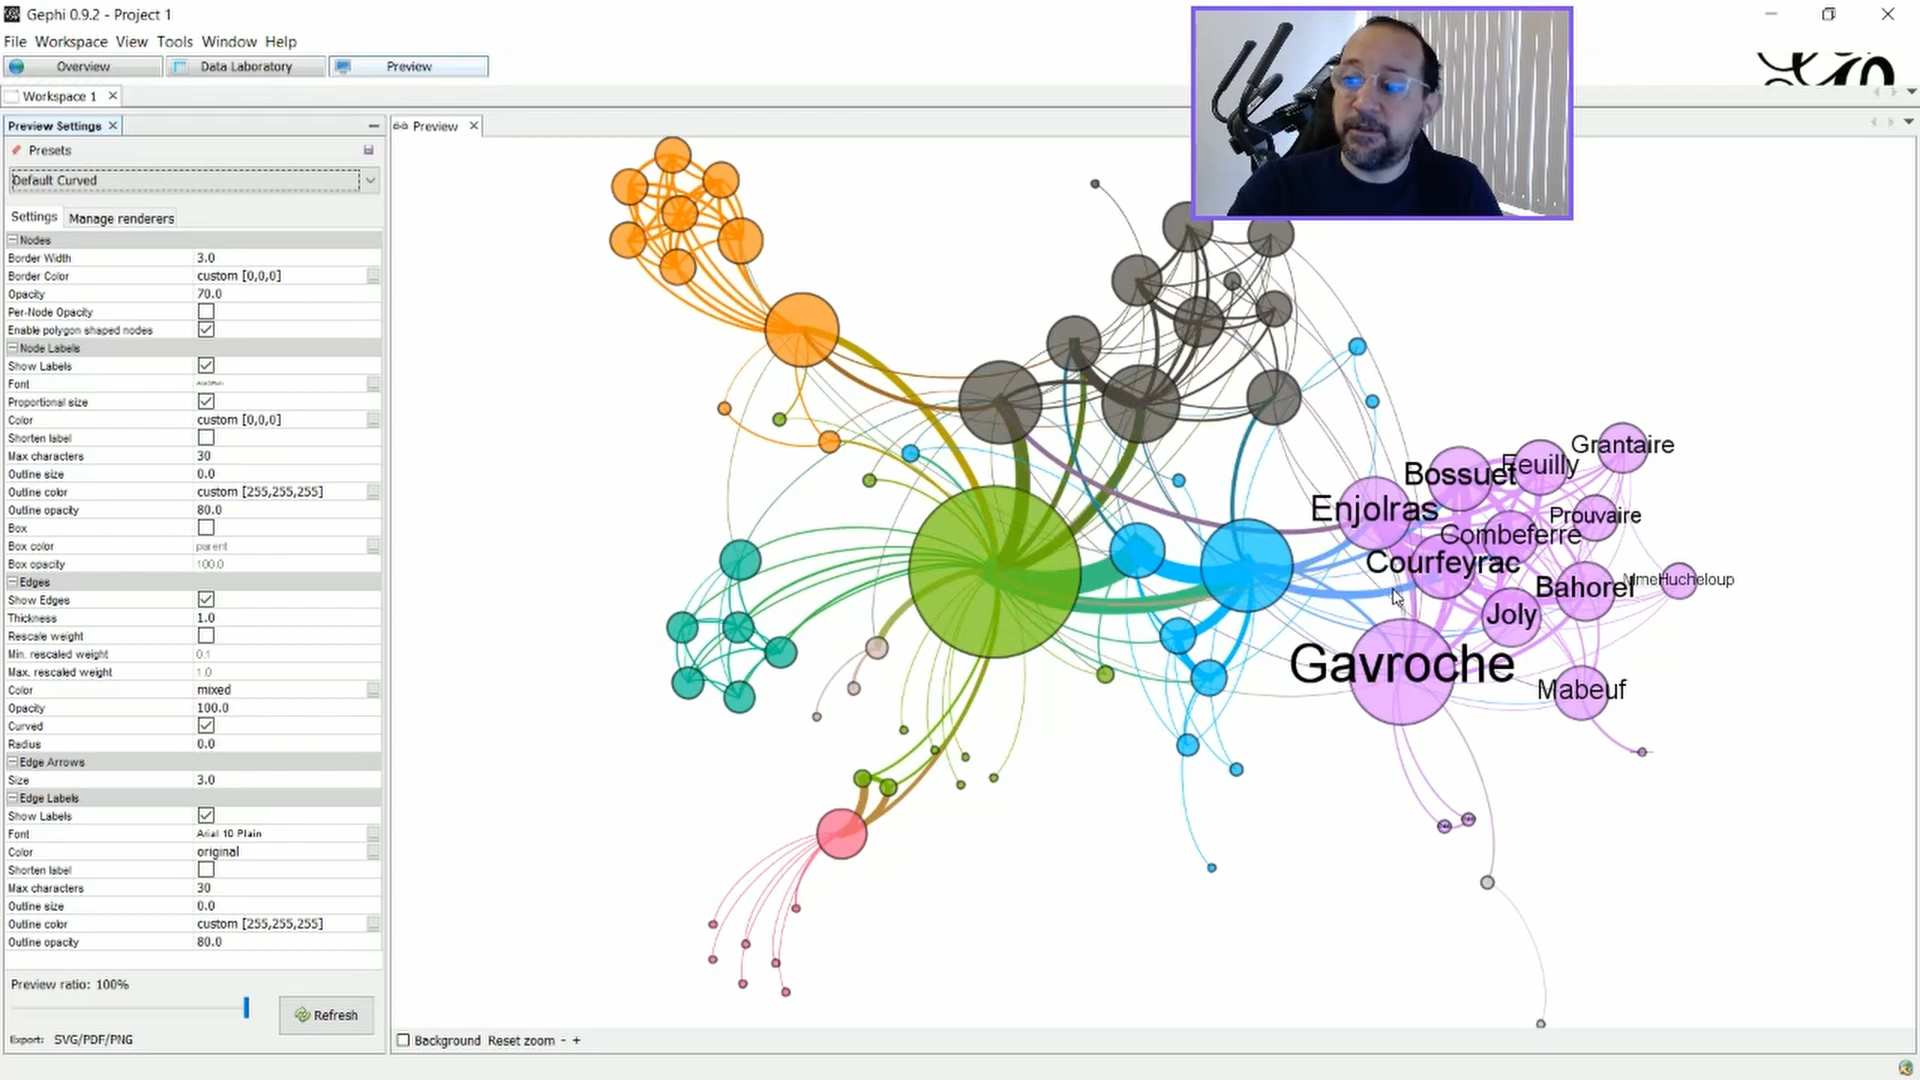 Gephi 0.9.2 - Project 1
File Workspace View Tools Window Help
Overview Data Laboratory Preview
Workspace 1
Preview Settings
Preview
Presets
Default Curved
Settings Manage renderers
Nodes
Border Width 3.0
Border Color custom [0,0,0]
Opacity 70.0
Per-Node Opacity
Enable polygon shaped nodes
Node Labels
Show Labels
Font
Proportional size
Color custom [0,0,0]
Shorten label
Max characters 30
Outline size 0.0
Outline color custom [255,255,255]
Outline opacity 80.0
Box
Box color parent
Box opacity 100.0
Edges
Show Edges
Thickness 1.0
Rescale weight
Min. rescaled weight 0.1
Max. rescaled weight 1.0
Color mixed
Opacity 100.0
Curved
Radius 0.0
Edge Arrows
Size 3.0
Edge Labels
Show Labels
Font Arial 10 Plain
Color original
Shorten label
Max characters 30
Outline size 0.0
Outline color custom [255,255,255]
Outline opacity 80.0
Preview ratio: 100%
Refresh
Export: SVG/PDF/PNG
Grantaire
Feuilly
Bossuet
Enjolras
Prouvaire
Combeferre
Courfeyrac
MmeHucheloup
Bahorel
Joly
Gavroche
Mabeuf
Background Reset zoom - +